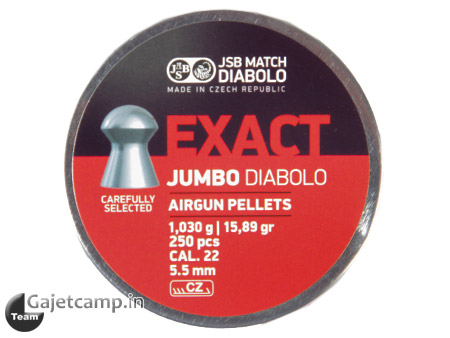 JSB
JSB MATCH
DIABOLO
MADE IN CZECH REPUBLIC
EXACT
JUMBO DIABOLO
CAREFULLY
SELECTED
AIRGUN PELLETS
1,030 g | 15,89 gr
250 pcs
CAL. 22
5.5 mm
CZ
Gajetcamp.in
Team